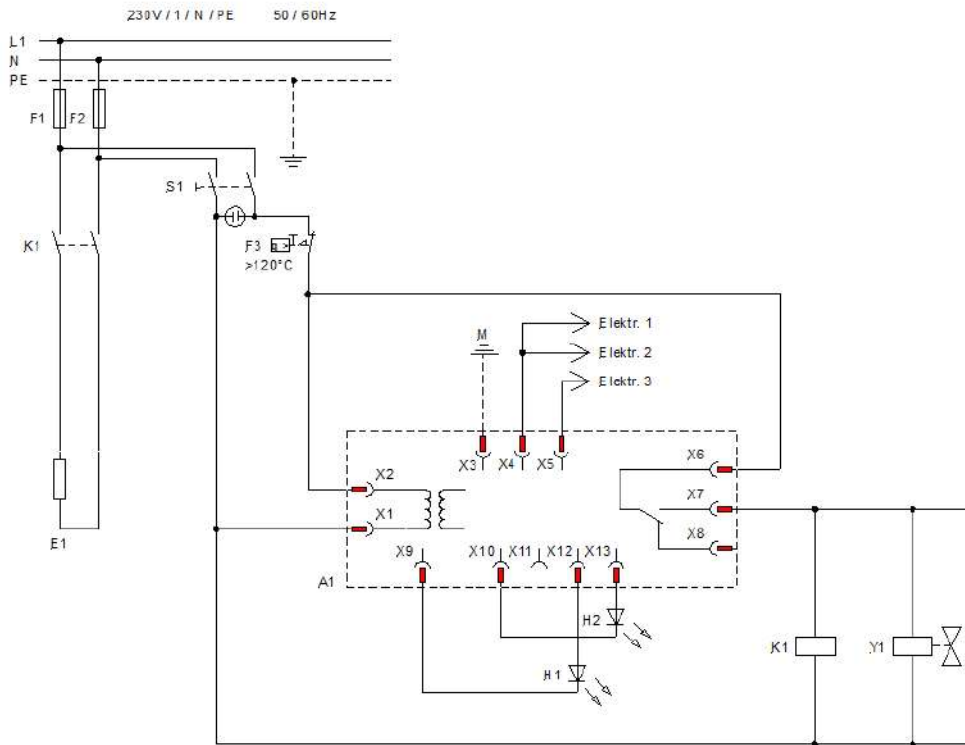 230V / 1 / N / PE 50 / 60Hz
L1
N
PE
F1 F2
S1
K1
F3
>120°C
Elektr. 1
M
Elektr. 2
Elektr. 3
X3 X4 X5 X6
X2
X7
X1
X8
E1
X9 X10 X11 X12 X13
A1
H2
K1 Y1
H1